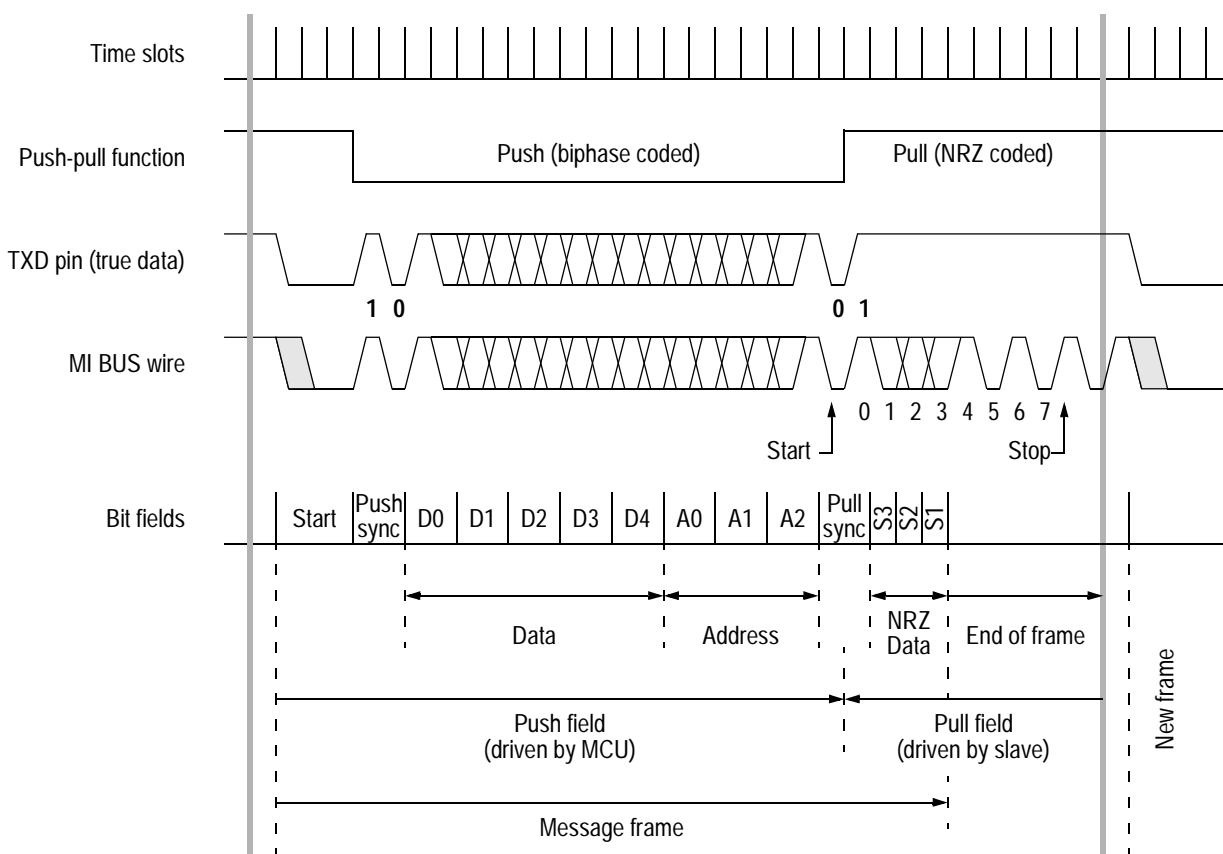 Time slots
Push-pull function
Push (biphase coded)
Pull (NRZ coded)
TXD pin (true data)
1 0
0 1
MI BUS wire
0 1 2 3 4 5 6 7
Start
Stop
Bit fields
Start
Push
sync
D0 D1 D2 D3 D4 A0 A1 A2
Pull
sync
S3 S2 S1
Data
Address
NRZ
Data
End of frame
Push field
(driven by MCU)
Pull field
(driven by slave)
New frame
Message frame